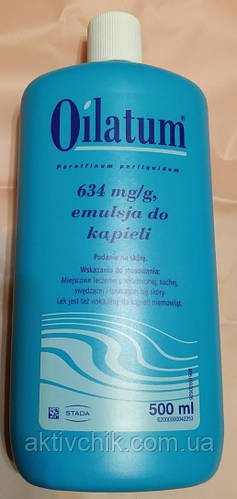 Oilatum®
Paraffinum perliquidum
634 mg/g,
emulsja do
kąpieli
Podanie na skórę.
Wskazania do stosowania:
Miejscowe leczenie podrażnionej, suchej,
swędzącej i łuszczącej się skóry.
Lek jest też wskazany do kąpieli niemowląt.
STADA
500 ml
aktivchik.com.ua